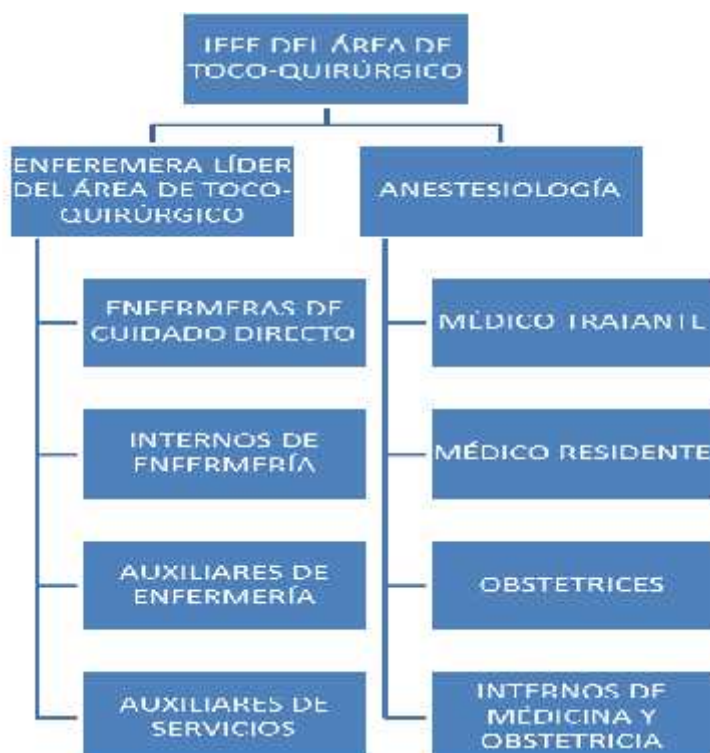 JEFE DEL ÁREA DE
TOCO-QUIRÚRGICO
ENFEREMERA LÍDER
DEL ÁREA DE TOCO-
QUIRÚRGICO
ANESTESIOLOGÍA
ENFERMERAS DE
CUIDADO DIRECTO
MÉDICO TRATANTE
INTERNOS DE
ENFERMERÍA
MÉDICO RESIDENTE
AUXILIARES DE
ENFERMERÍA
OBSTETRICES
AUXILIARES DE
SERVICIOS
INTERNOS DE
MÉDICINA Y
OBSTETRICIA